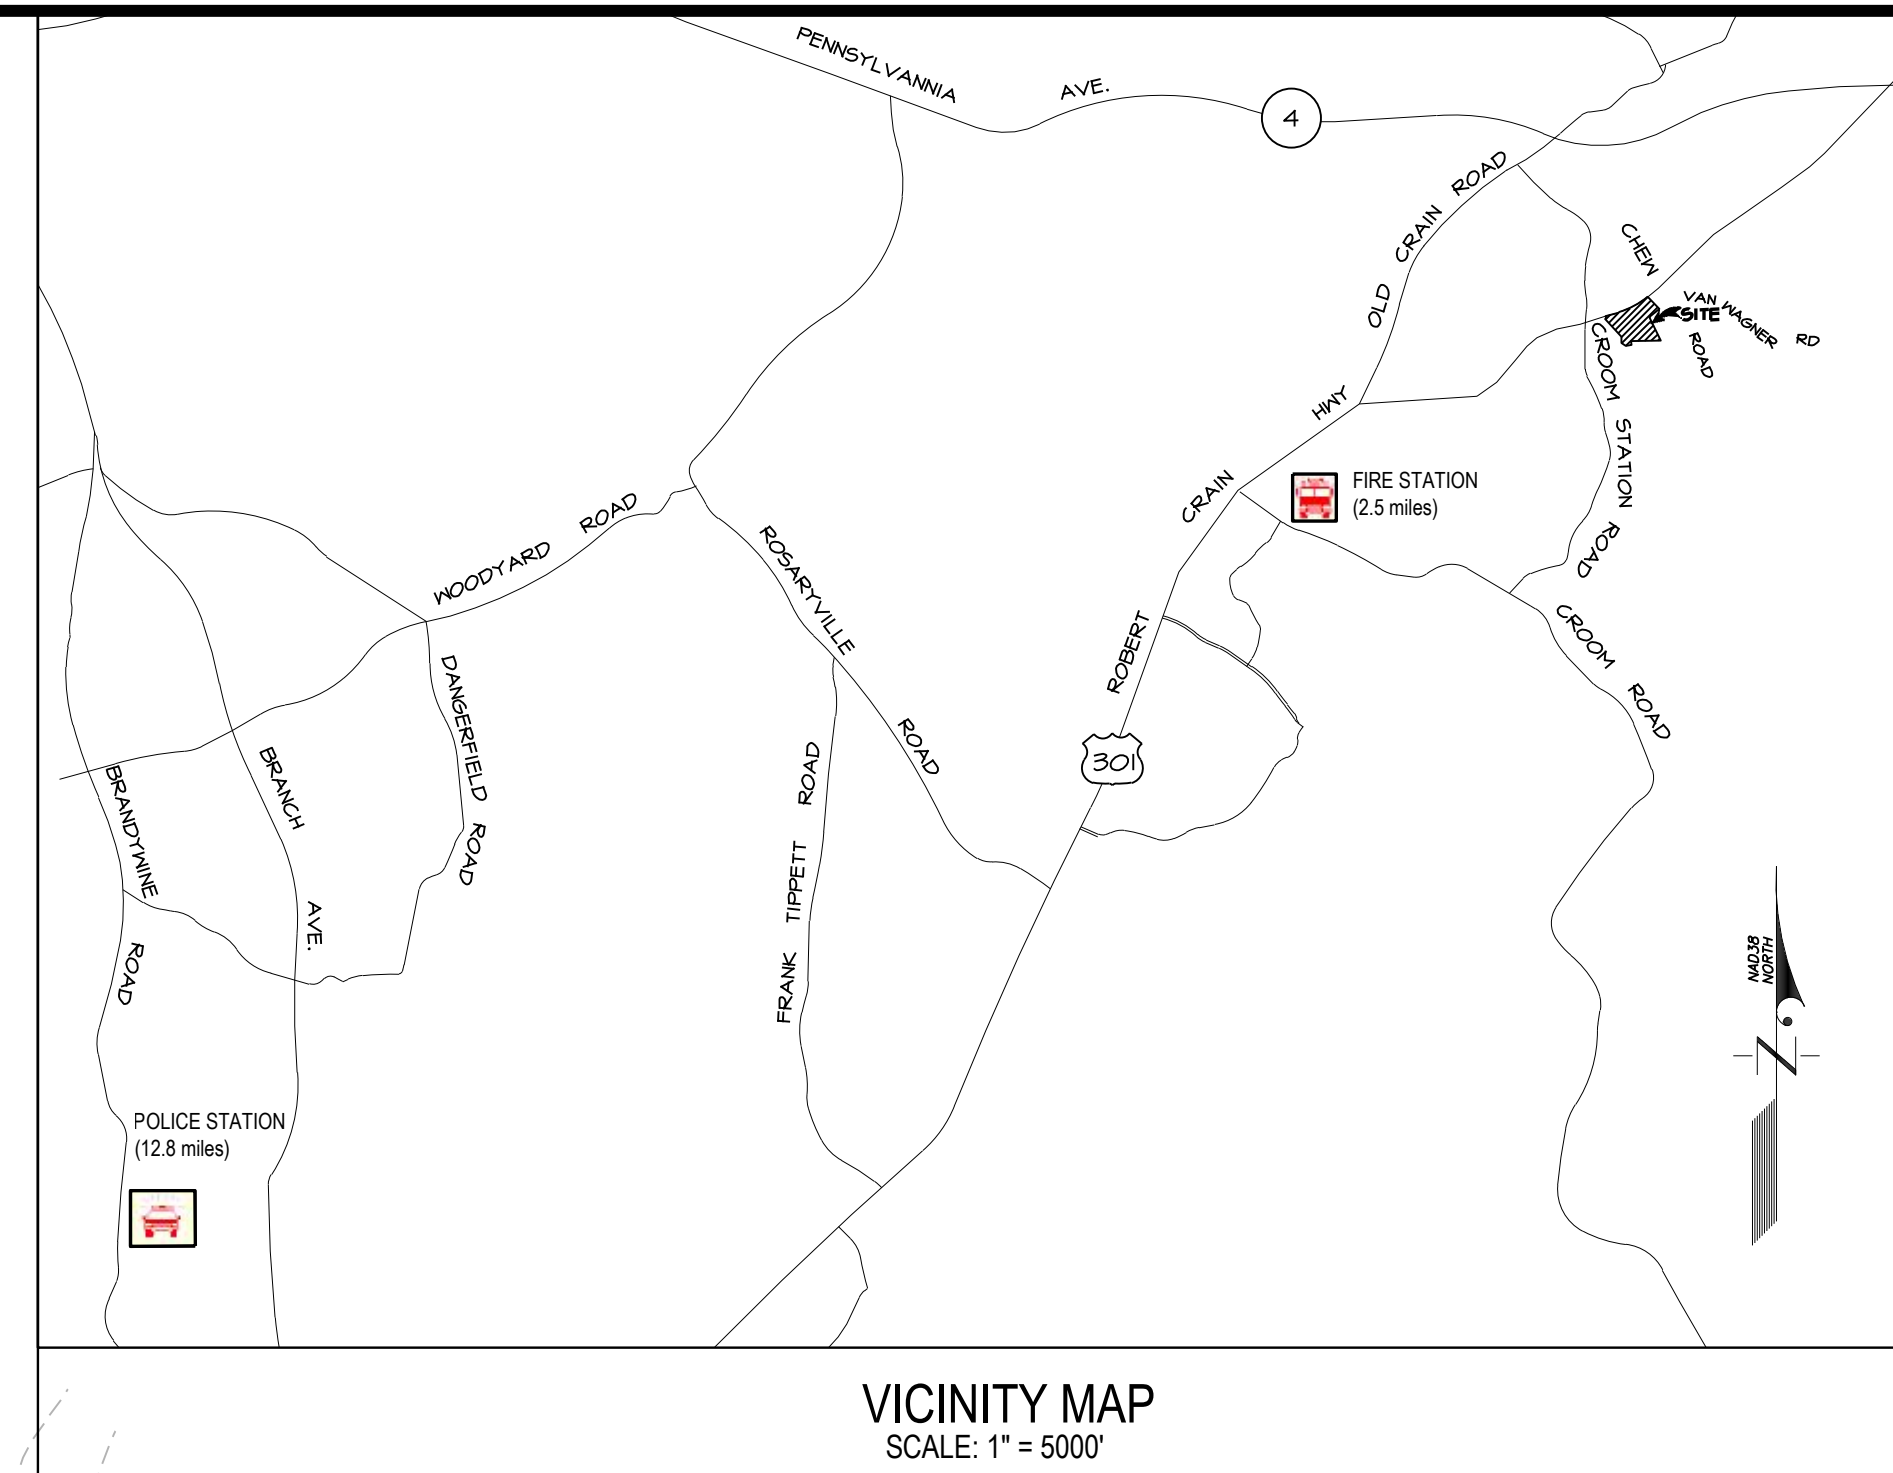 PENNSYLVANNIA AVE.
4
OLD CRAIN ROAD
CHEW ROAD
VAN WAGNER RD
SITE
CROOM STATION ROAD
ROBERT CRAIN HWY
FIRE STATION
(2.5 miles)
WOODYARD ROAD
ROSARYVILLE ROAD
CROOM ROAD
DANGERFIELD ROAD
301
BRANCH AVE.
BRANDYWINE ROAD
FRANK TIPPETT ROAD
NAD38
NORTH
Z
POLICE STATION
(12.8 miles)
VICINITY MAP
SCALE: 1" = 5000'